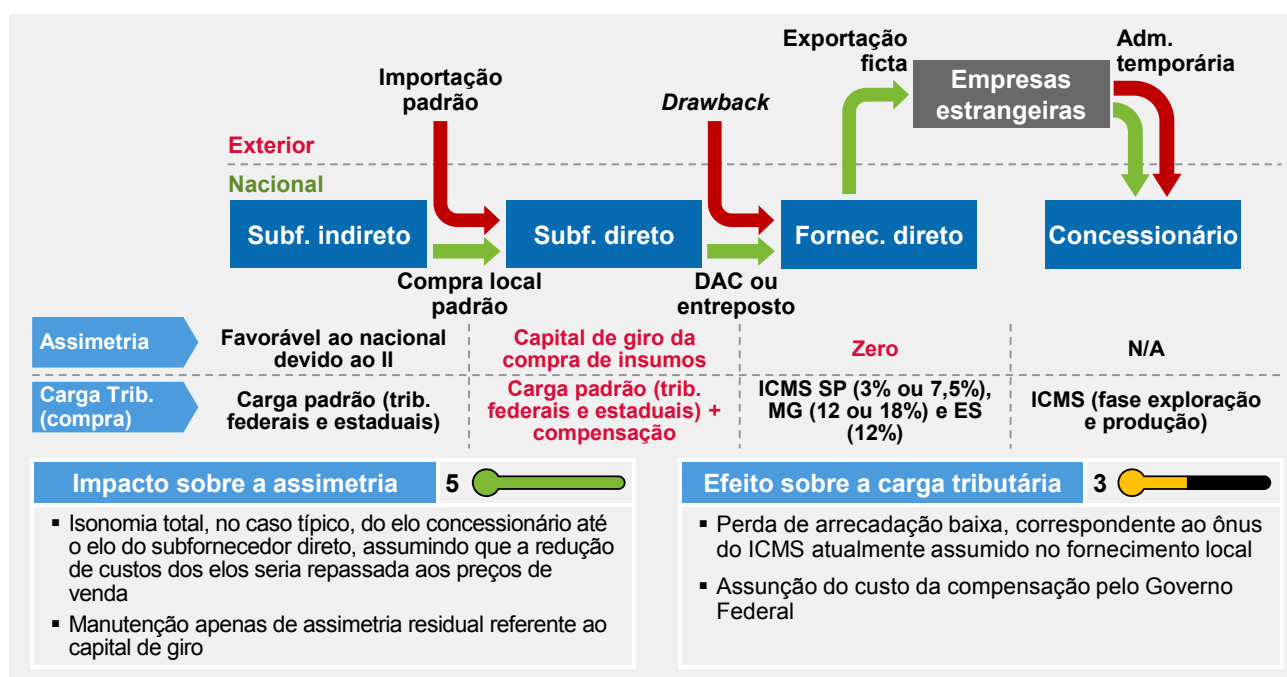 Exportação
ficta
Adm.
temporária
Importação
padrão
Drawback
Empresas
estrangeiras
Exterior
Nacional
Subf. indireto
Subf. direto
Fornec. direto
Concessionário
Compra local
padrão
DAC ou
entreposto
Assimetria
Favorável ao nacional
devido ao II
Capital de giro da
compra de insumos
Zero
N/A
Carga Trib.
(compra)
Carga padrão (trib.
federais e estaduais)
Carga padrão (trib.
federais e estaduais) +
compensação
ICMS SP (3% ou 7,5%),
MG (12 ou 18%) e ES
(12%)
ICMS (fase exploração
e produção)
Impacto sobre a assimetria
5
▪ Isonomia total, no caso típico, do elo concessionário até
o elo do subfornecedor direto, assumindo que a redução
de custos dos elos seria repassada aos preços de
venda
▪ Manutenção apenas de assimetria residual referente ao
capital de giro
Efeito sobre a carga tributária
3
▪ Perda de arrecadação baixa, correspondente ao ônus
do ICMS atualmente assumido no fornecimento local
▪ Assunção do custo da compensação pelo Governo
Federal